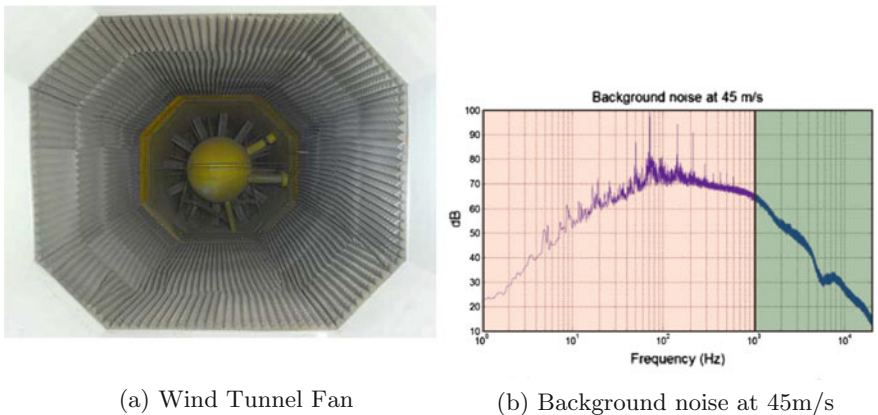 Background noise at 45 m/s
dB
100
90
80
70
60
50
40
30
20
10
10⁰ 10¹ 10² 10³ 10⁴
Frequency (Hz)
(a) Wind Tunnel Fan
(b) Background noise at 45m/s